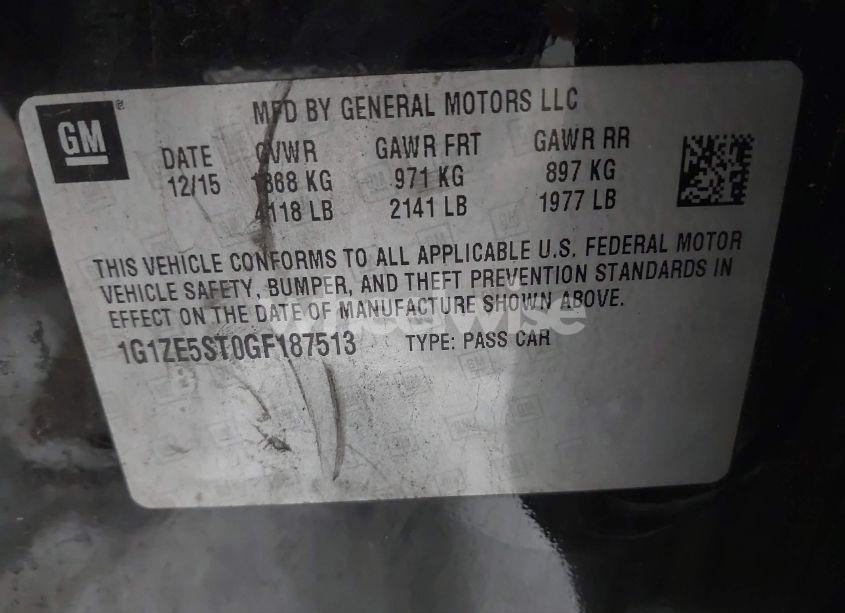 GM
MFD BY GENERAL MOTORS LLC
DATE GVWR GAWR FRT GAWR RR
12/15 1868 KG 971 KG 897 KG
4118 LB 2141 LB 1977 LB
THIS VEHICLE CONFORMS TO ALL APPLICABLE U.S. FEDERAL MOTOR
VEHICLE SAFETY, BUMPER, AND THEFT PREVENTION STANDARDS IN
EFFECT ON THE DATE OF MANUFACTURE SHOWN ABOVE.
1G1ZE5ST0GF187513 TYPE: PASS CAR